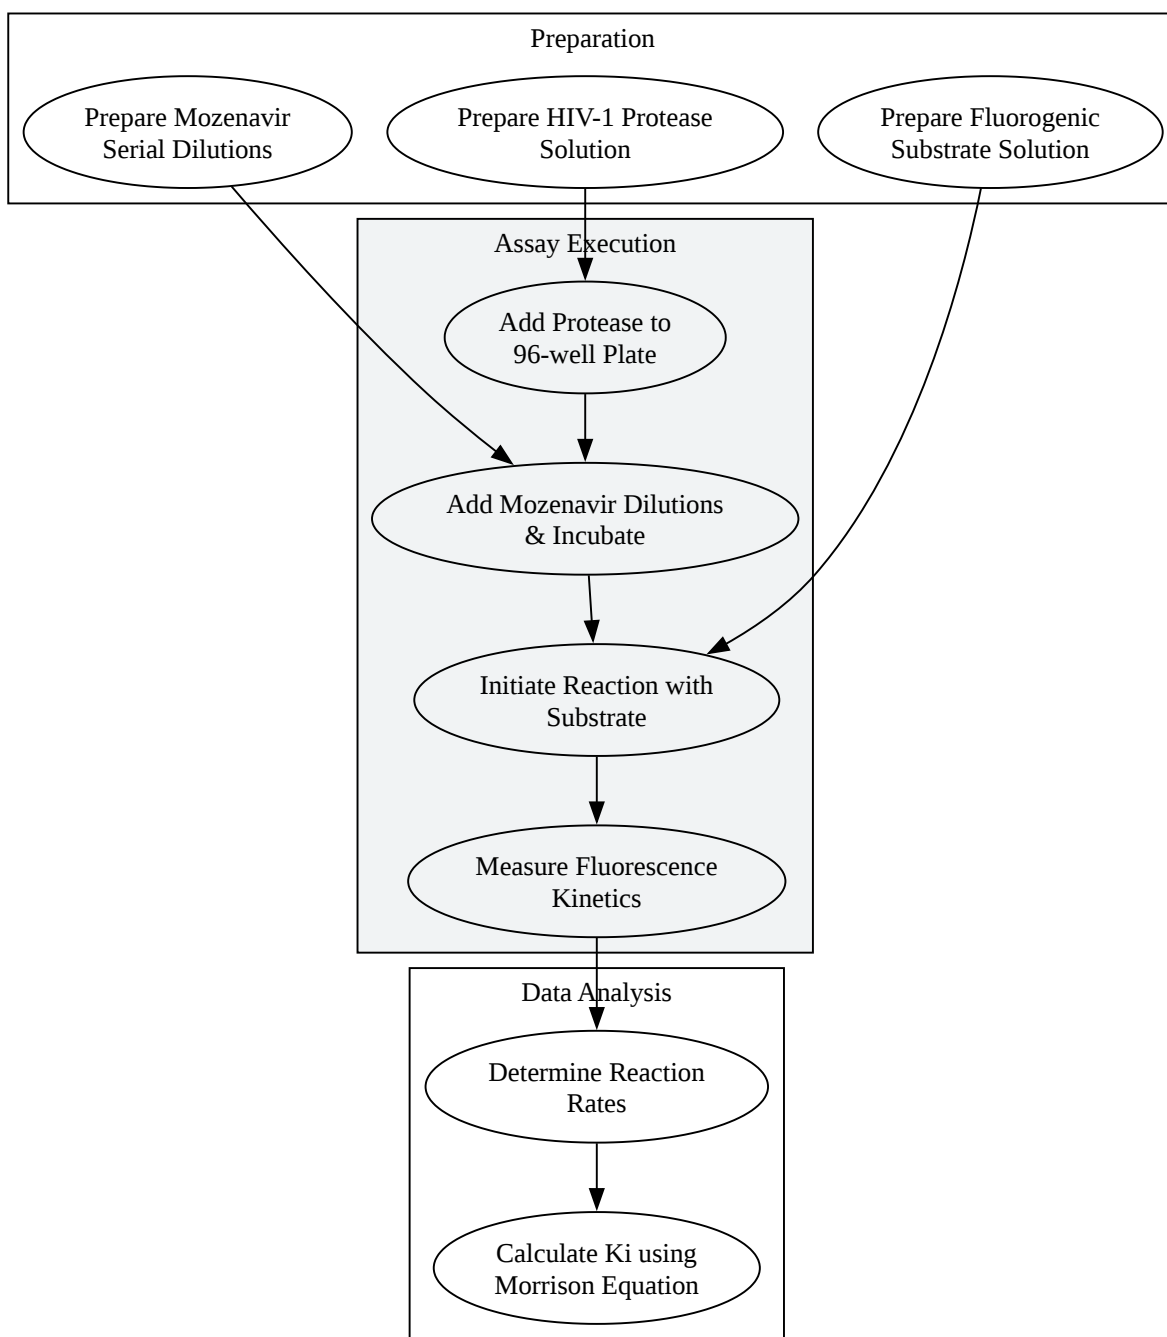 Preparation
Prepare Mozenavir
Serial Dilutions
Prepare HIV-1 Protease
Solution
Prepare Fluorogenic
Substrate Solution
Assay Execution
Add Protease to
96-well Plate
Add Mozenavir Dilutions
& Incubate
Initiate Reaction with
Substrate
Measure Fluorescence
Kinetics
Data Analysis
Determine Reaction
Rates
Calculate Ki using
Morrison Equation